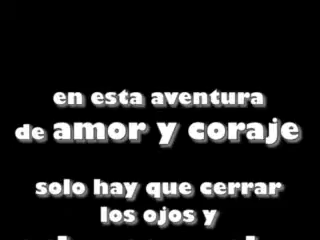 en esta aventura
de amor y coraje
solo hay que cerrar
los ojos y